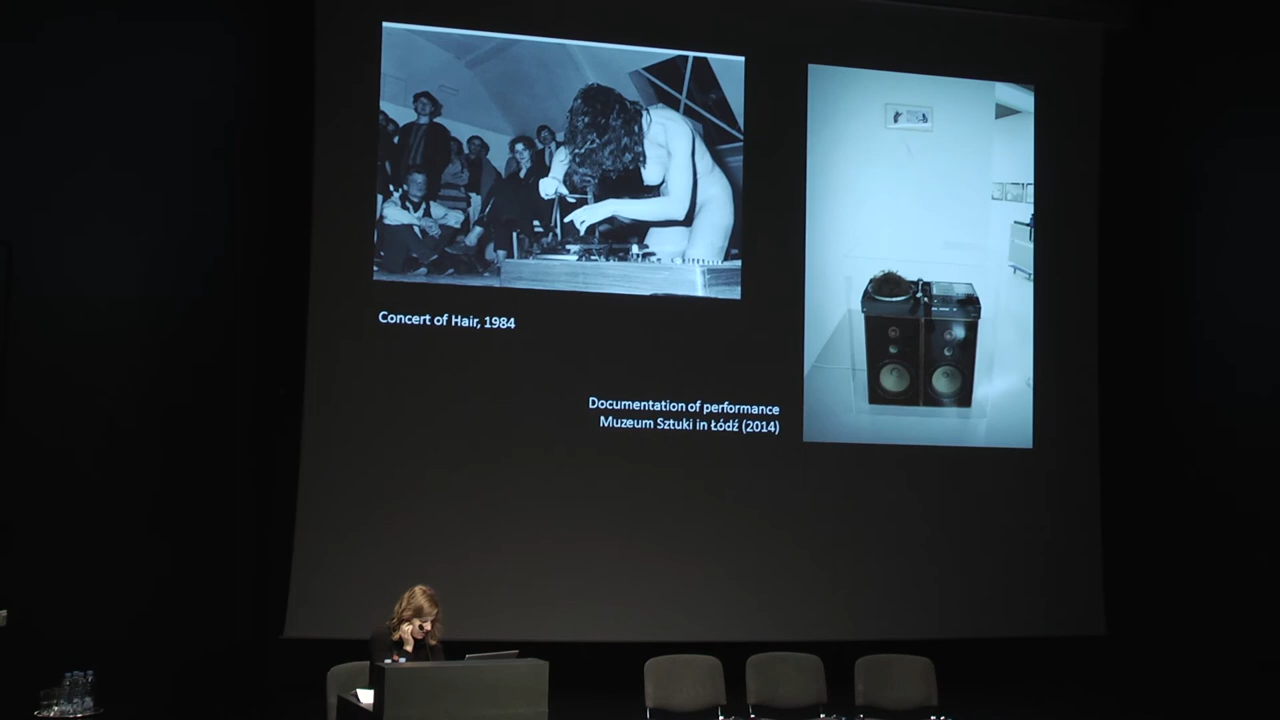 Concert of Hair, 1984
Documentation of performance
Muzeum Sztuki in Łódź (2014)